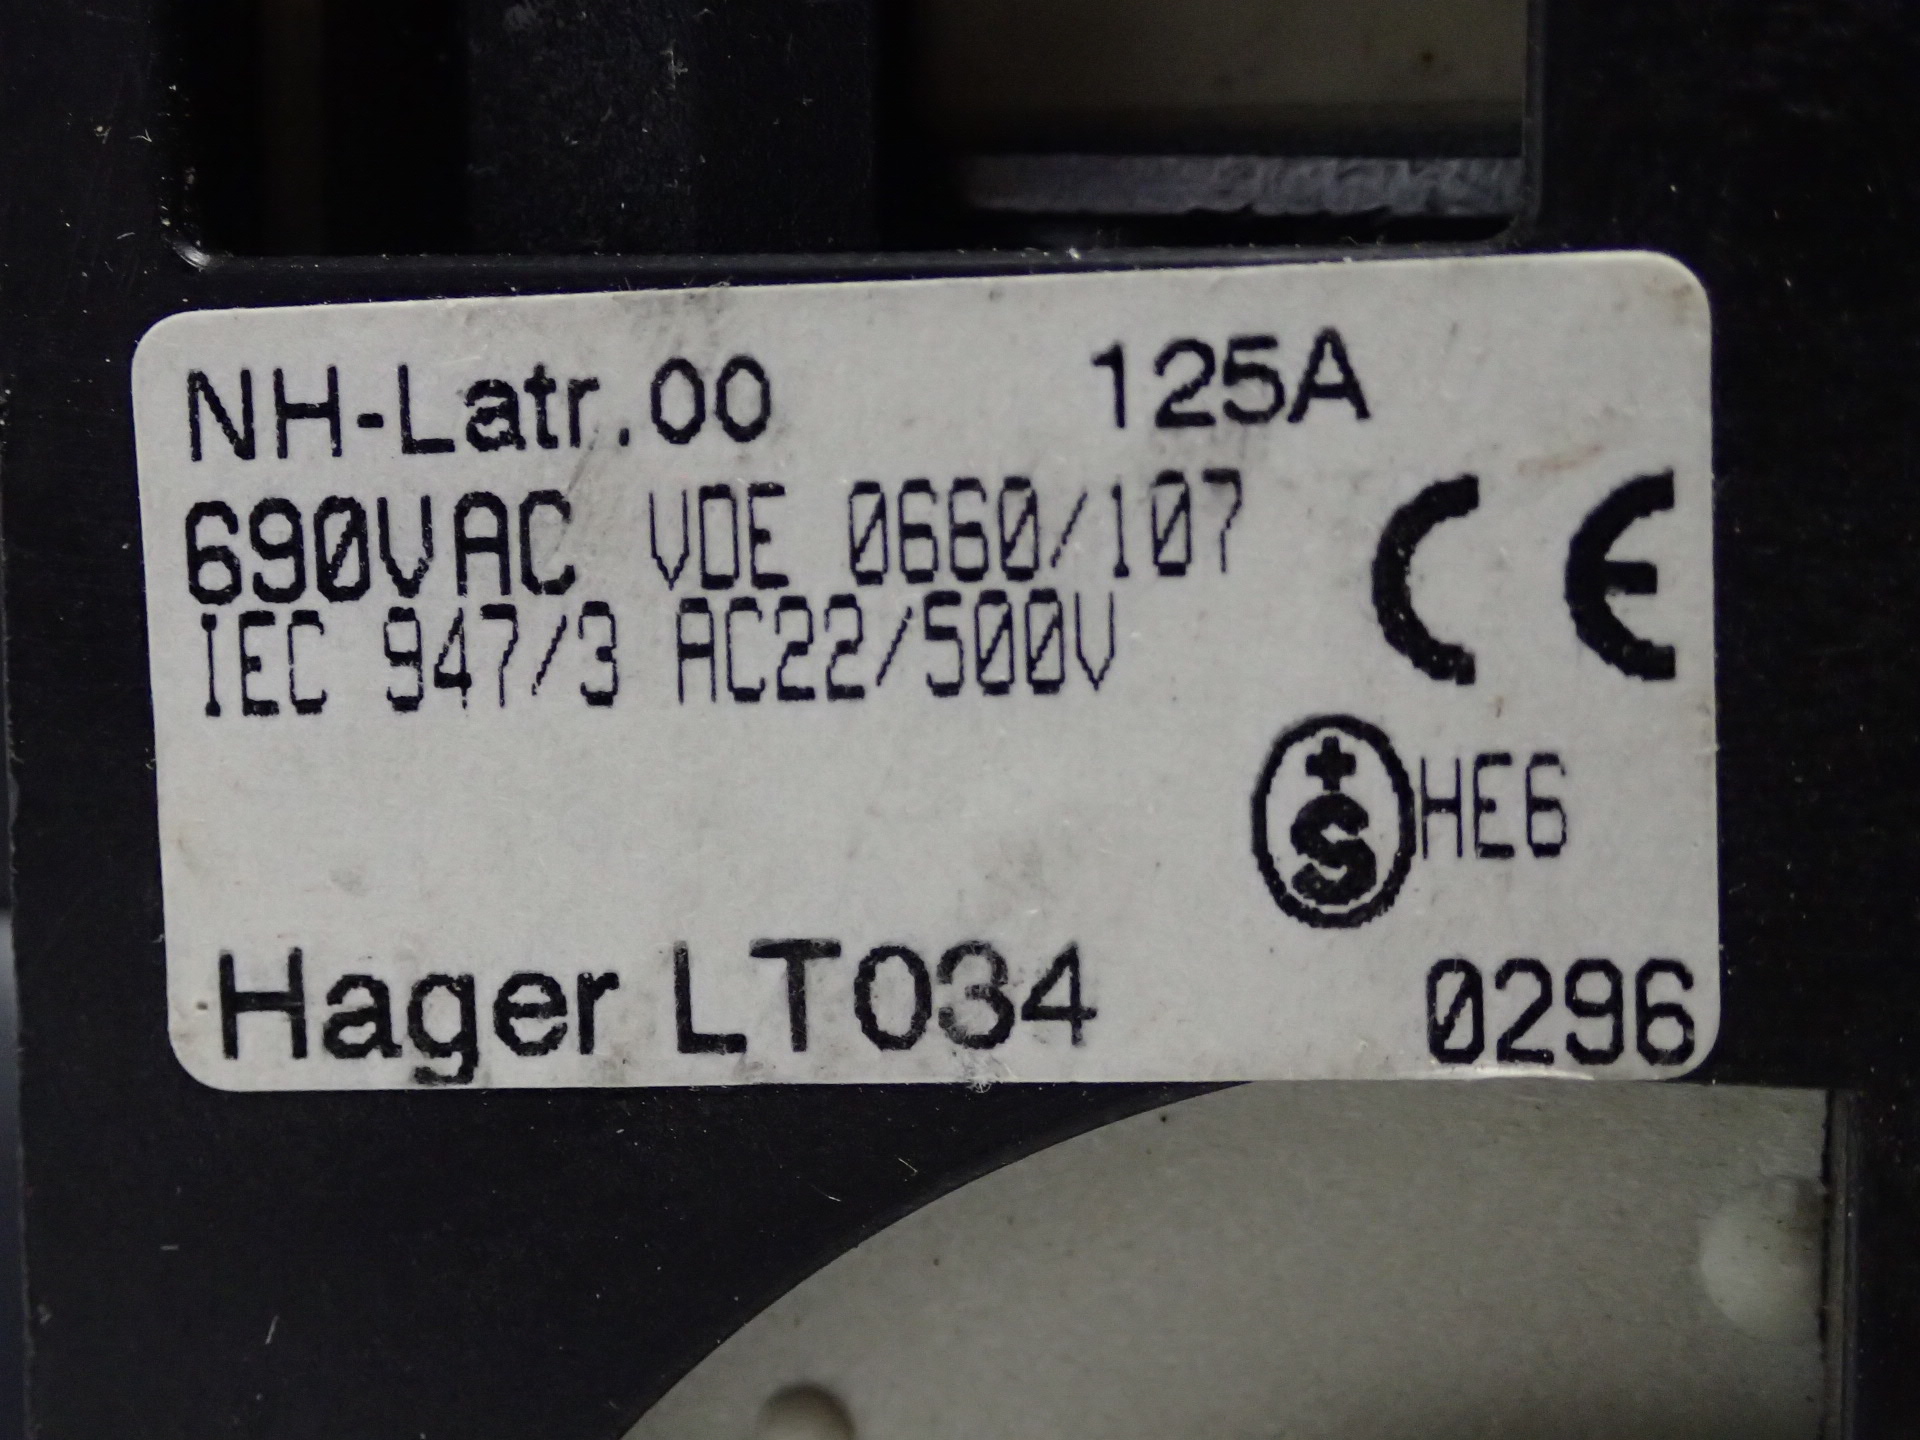 NH-Latr.00 125A
690VAC VDE 0660/107
IEC 947/3 AC22/500V
CE
+S HE6
Hager LT034 0296